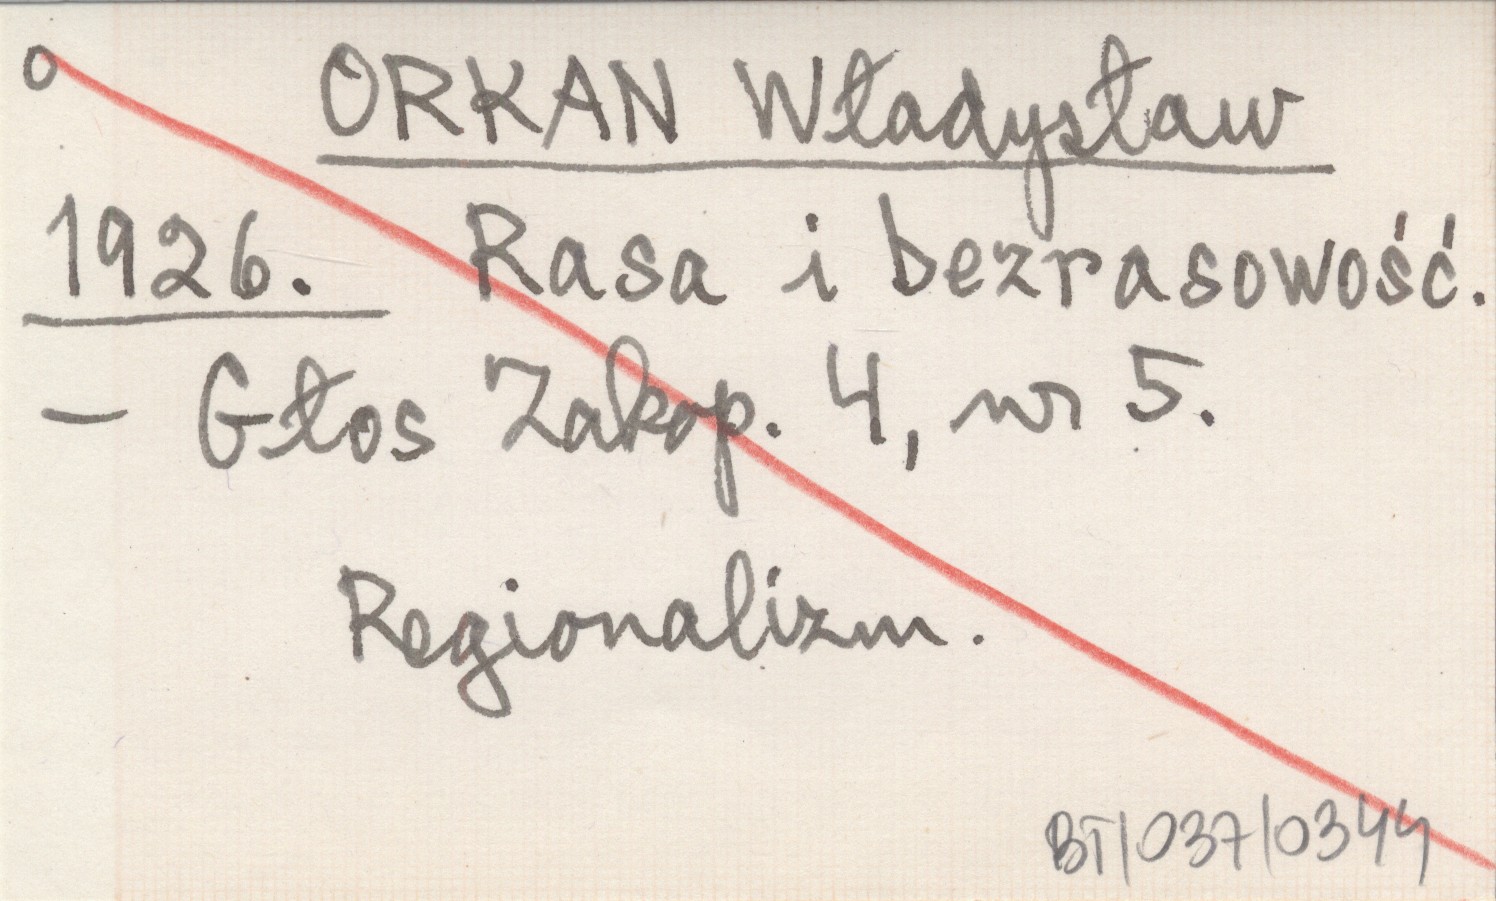 o ORKAN Władysław
1926. Rasa i bezrasowość.
- Głos Zakop. 4, nr 5.
Regionalizm.
BT/037/0344